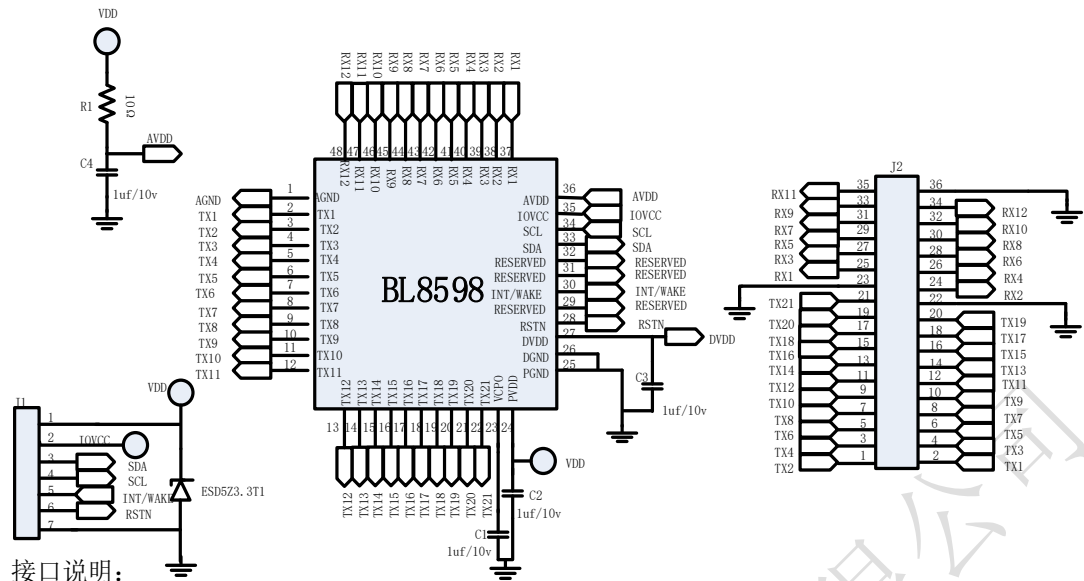 VDD
R1
10Ω
AVDD
C4
1uf/10v
RX12
RX11
RX10
RX9
RX8
RX7
RX6
RX5
RX4
RX3
RX2
RX1
48
47
46
45
44
43
42
41
40
39
38
37
RX12
RX11
RX10
RX9
RX8
RX7
RX6
RX5
RX4
RX3
RX2
RX1
AGND 1 AGND
TX1 2 TX1
TX2 3 TX2
TX3 4 TX3
TX4 5 TX4
TX5 6 TX5
TX6 7 TX6
TX7 8 TX7
TX8 9 TX8
TX9 10 TX9
TX10 11 TX10
TX11 12 TX11
BL8598
AVDD 36 AVDD
IOVCC 35 IOVCC
SCL 34 SCL
SDA 33 SDA
RESERVED 32 RESERVED
RESERVED 31 RESERVED
INT/WAKE 30 INT/WAKE
RESERVED 29 RESERVED
RSTN 28 RSTN
DVDD 27 DVDD
DGND 26
PGND 25
C3
1uf/10v
TX12
TX13
TX14
TX15
TX16
TX17
TX18
TX19
TX20
TX21
VCPO
PVDD
13
14
15
16
17
18
19
20
21
22
23
24
TX12
TX13
TX14
TX15
TX16
TX17
TX18
TX19
TX20
TX21
VDD
C2
1uf/10v
C1
1uf/10v
J2
RX11 35
RX9 33
RX7 31
RX5 29
RX3 27
RX1 25
23
TX21 21
TX20 19
TX18 17
TX16 15
TX14 13
TX12 11
TX10 9
TX8 7
TX6 5
TX4 3
TX2 1
36
34 RX12
32 RX10
30 RX8
28 RX6
26 RX4
24 RX2
22
20 TX19
18 TX17
16 TX15
14 TX13
12 TX11
10 TX9
8 TX7
6 TX5
4 TX3
2 TX1
VDD
J1
1
2 IOVCC
3 SDA
4 SCL
5 INT/WAKE
6 RSTN
7
ESD5Z3.3T1
接口说明：
公司